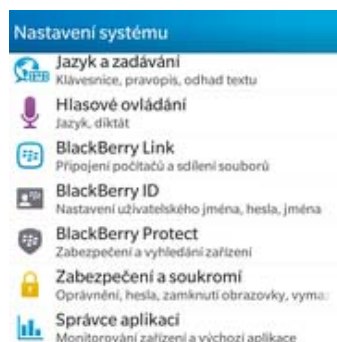 Nastavení systému
Jazyk a zadávání
Klávesnice, pravopis, odhad textu
Hlasové ovládání
Jazyk, diktát
BlackBerry Link
Připojení počítačů a sdílení souborů
BlackBerry ID
Nastavení uživatelského jména, hesla, jména
BlackBerry Protect
Zabezpečení a vyhledání zařízení
Zabezpečení a soukromí
Oprávnění, hesla, zamknutí obrazovky,
Správce aplikací
Monitorování zařízení a výchozí aplikace